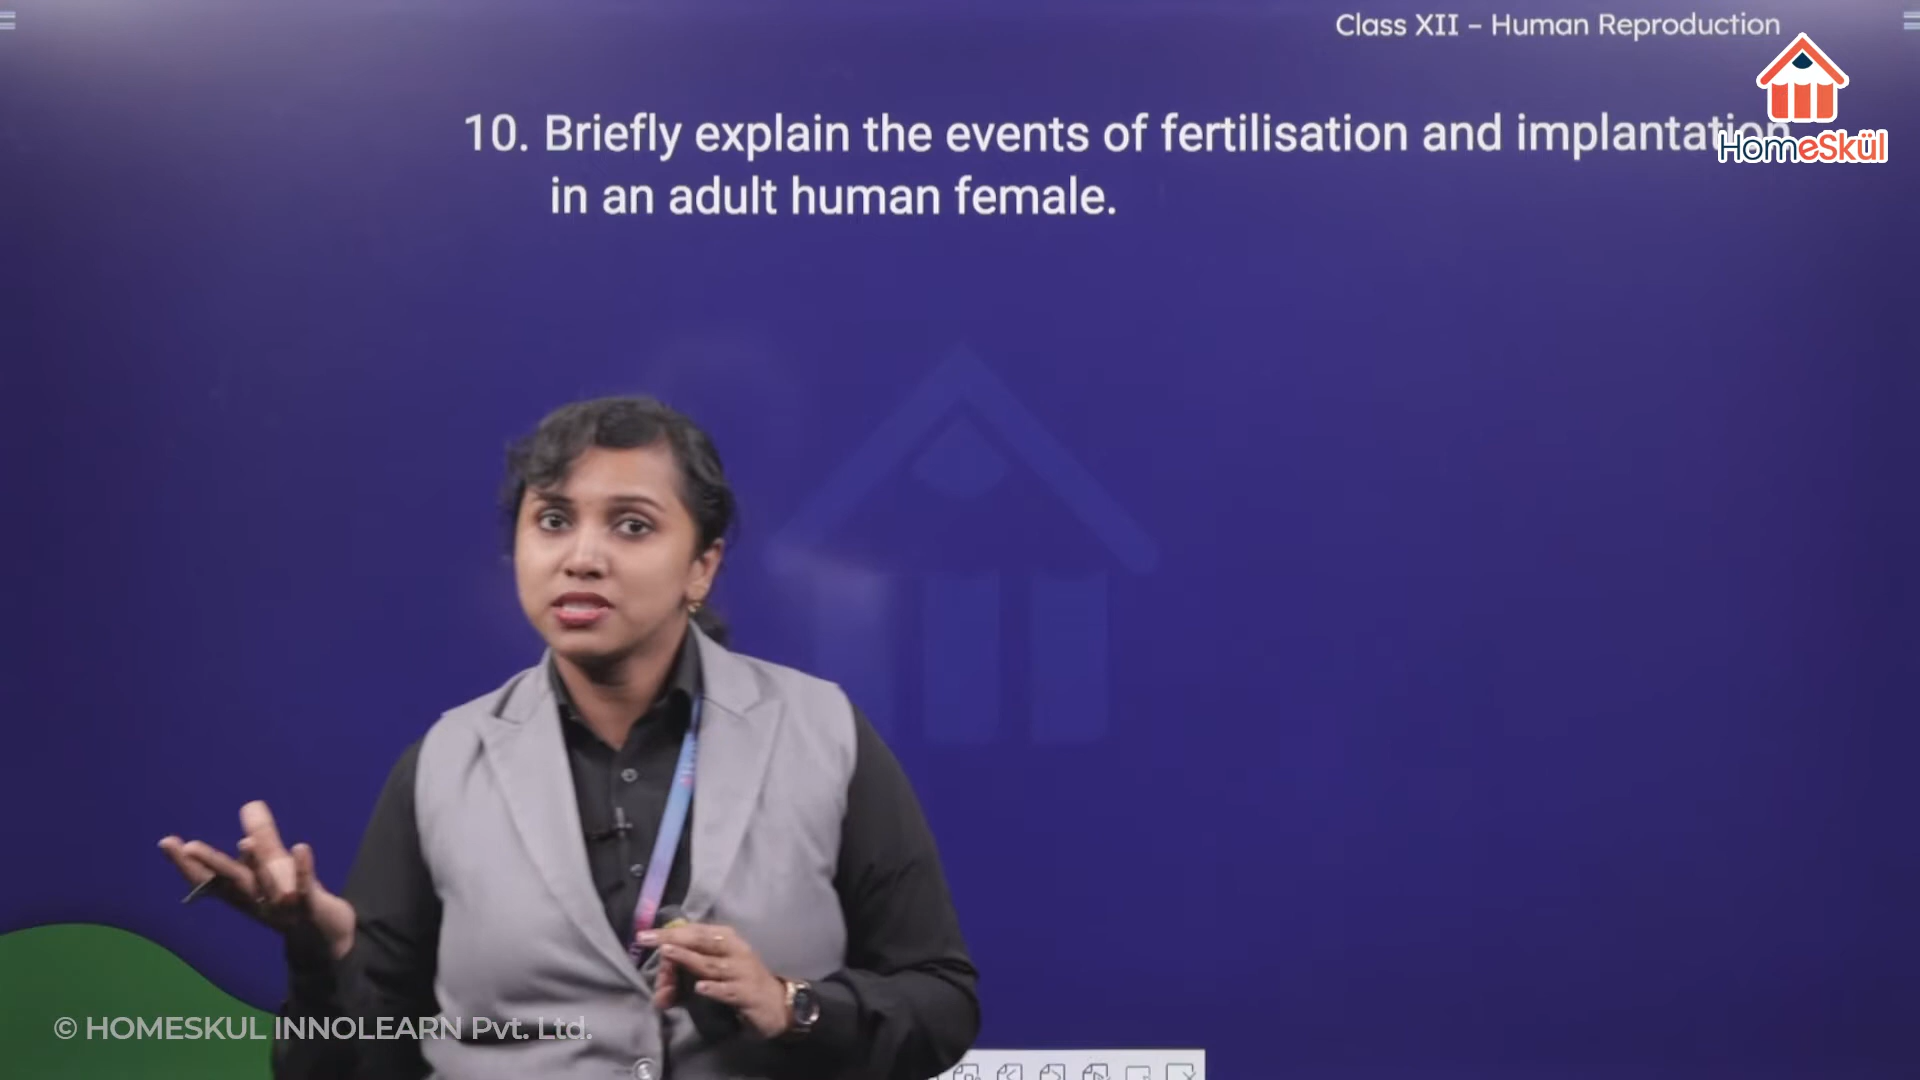 Class XII – Human Reproduction
10. Briefly explain the events of fertilisation and implantation
in an adult human female.
HomeSkül
© HOMESKUL INNOLEARN Pvt. Ltd.